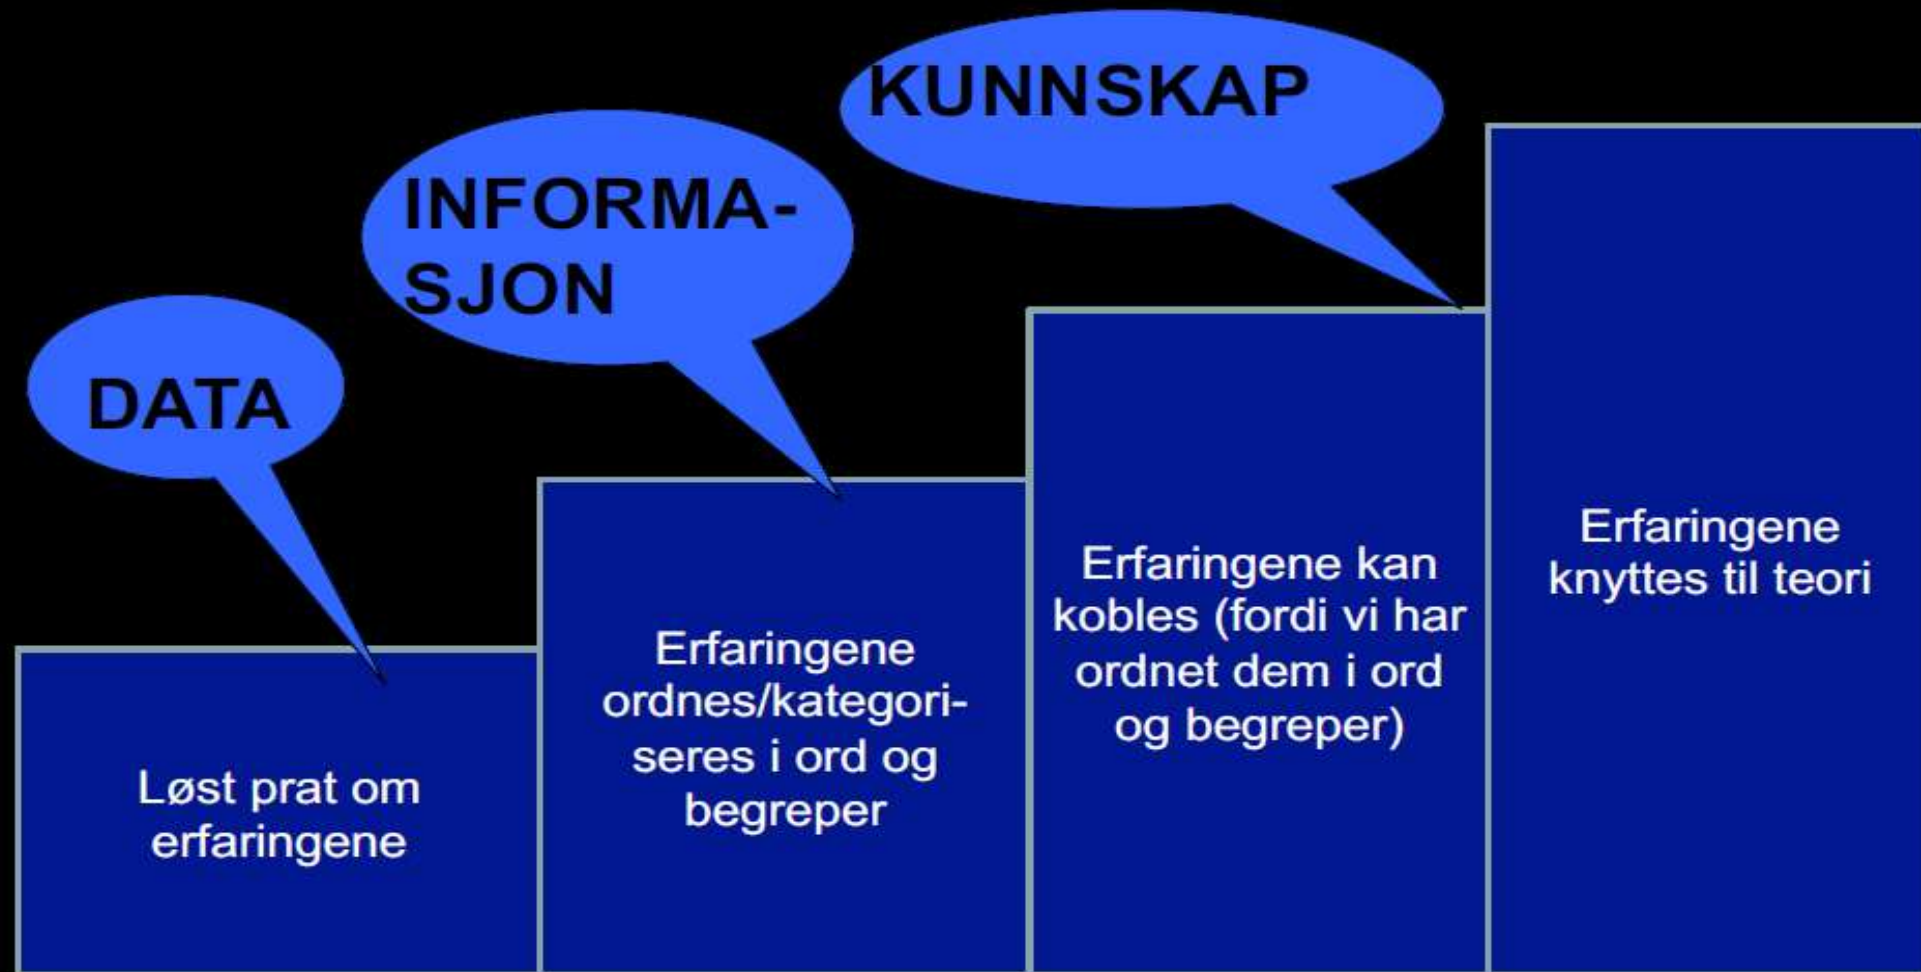 KUNNSKAP
INFORMA-
SJON
DATA
Løst prat om
erfaringene
Erfaringene
ordnes/kategori-
seres i ord og
begreper
Erfaringene kan
kobles (fordi vi har
ordnet dem i ord
og begreper)
Erfaringene
knyttes til teori